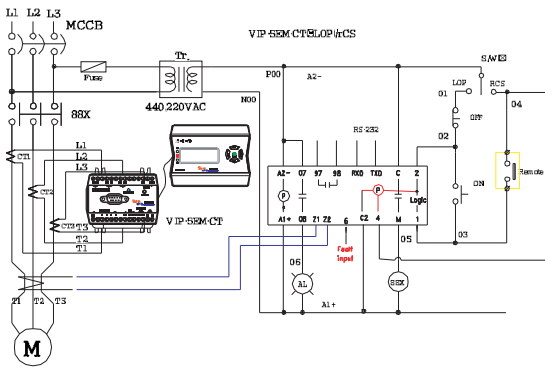 L1 L2 L3
MCCB
VIP-5EM-CT
Tr.
Fuse
440:220VAC
P00
N00
A2-
S/W
LOP
RCS
01
04
OFF
02
RS-232
88X
L1
L2
L3
CT1
CT2
CT3
T3
T2
T1
VIP-5EM-CT
A2- 07 97 98 RXD TXD C 2
P
P
Logic
A1+ 08 Z1 Z2 6 C2 4 M 1
ON
Remote
Fault
input
05
03
06
AL
88X
A1+
T1 T2 T3
M